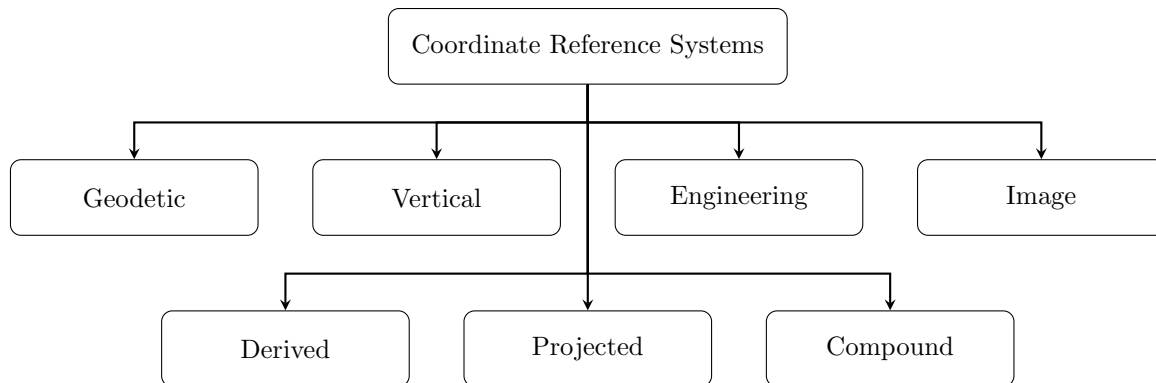 Coordinate Reference Systems
Geodetic
Vertical
Engineering
Image
Derived
Projected
Compound